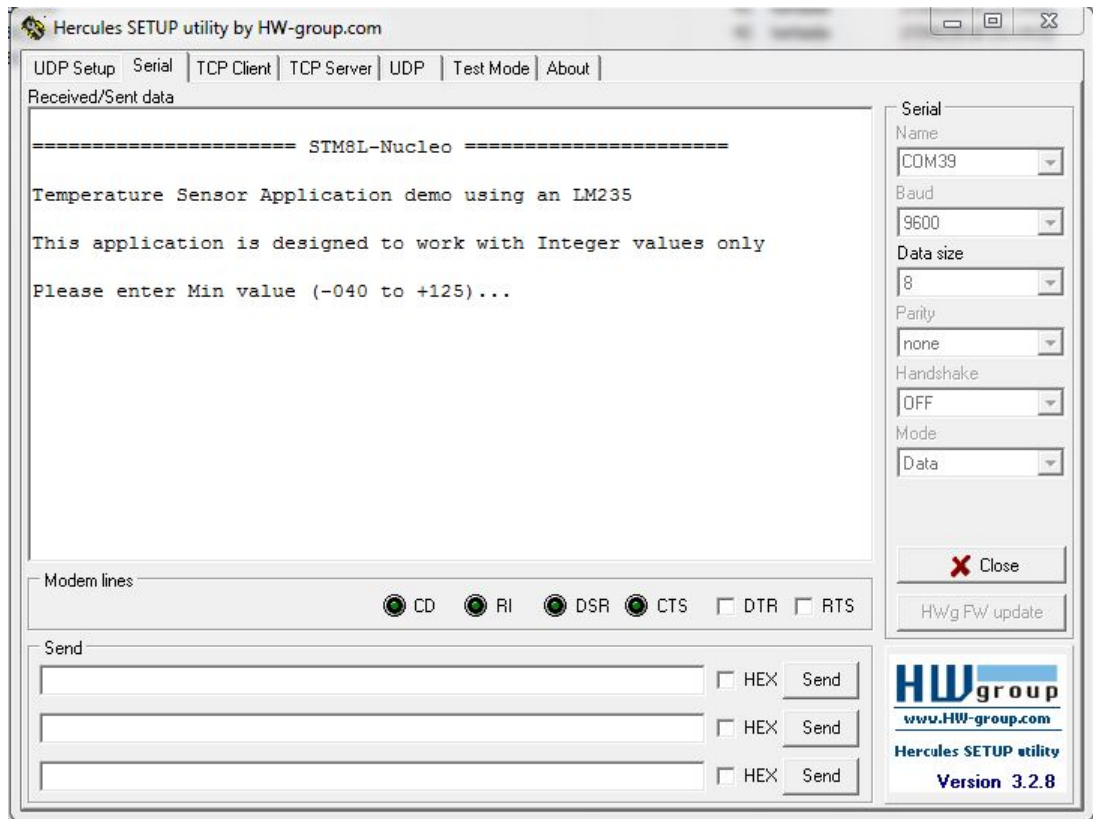 Hercules SETUP utility by HW-group.com
UDP Setup Serial TCP Client TCP Server UDP Test Mode About
Received/Sent data
====================== STM8L-Nucleo ======================
Temperature Sensor Application demo using an LM235
This application is designed to work with Integer values only
Please enter Min value (-040 to +125)...
Serial
Name
COM39
Baud
9600
Data size
8
Parity
none
Handshake
OFF
Mode
Data
Close
HWg FW update
Modem lines
CD RI DSR CTS DTR RTS
Send
HEX Send
HEX Send
HEX Send
HWgroup
www.HW-group.com
Hercules SETUP utility
Version 3.2.8